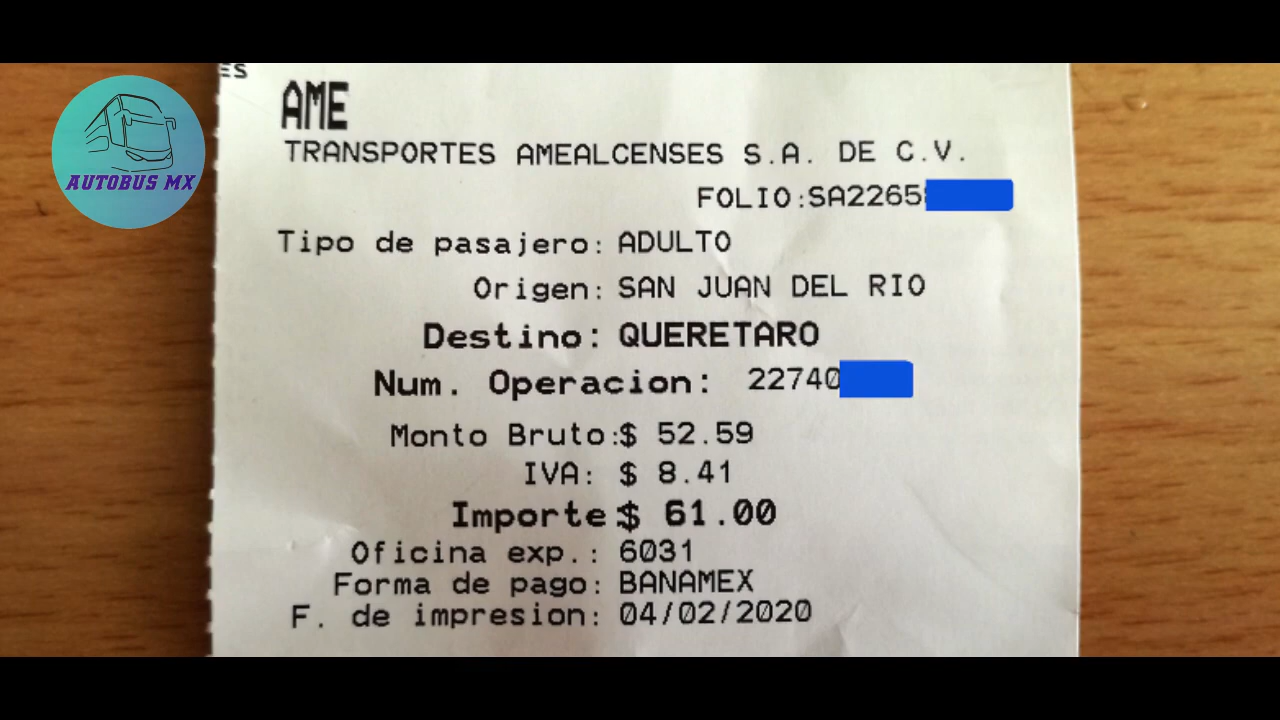 ES
AME
TRANSPORTES AMEALCENSES S.A. DE C.V.
FOLIO:SA2265
Tipo de pasajero: ADULTO
Origen: SAN JUAN DEL RIO
Destino: QUERETARO
Num. Operacion: 22740
Monto Bruto:$ 52.59
IVA: $ 8.41
Importe:$ 61.00
Oficina exp.: 6031
Forma de pago: BANAMEX
F. de impresion: 04/02/2020
AUTOBUS MX